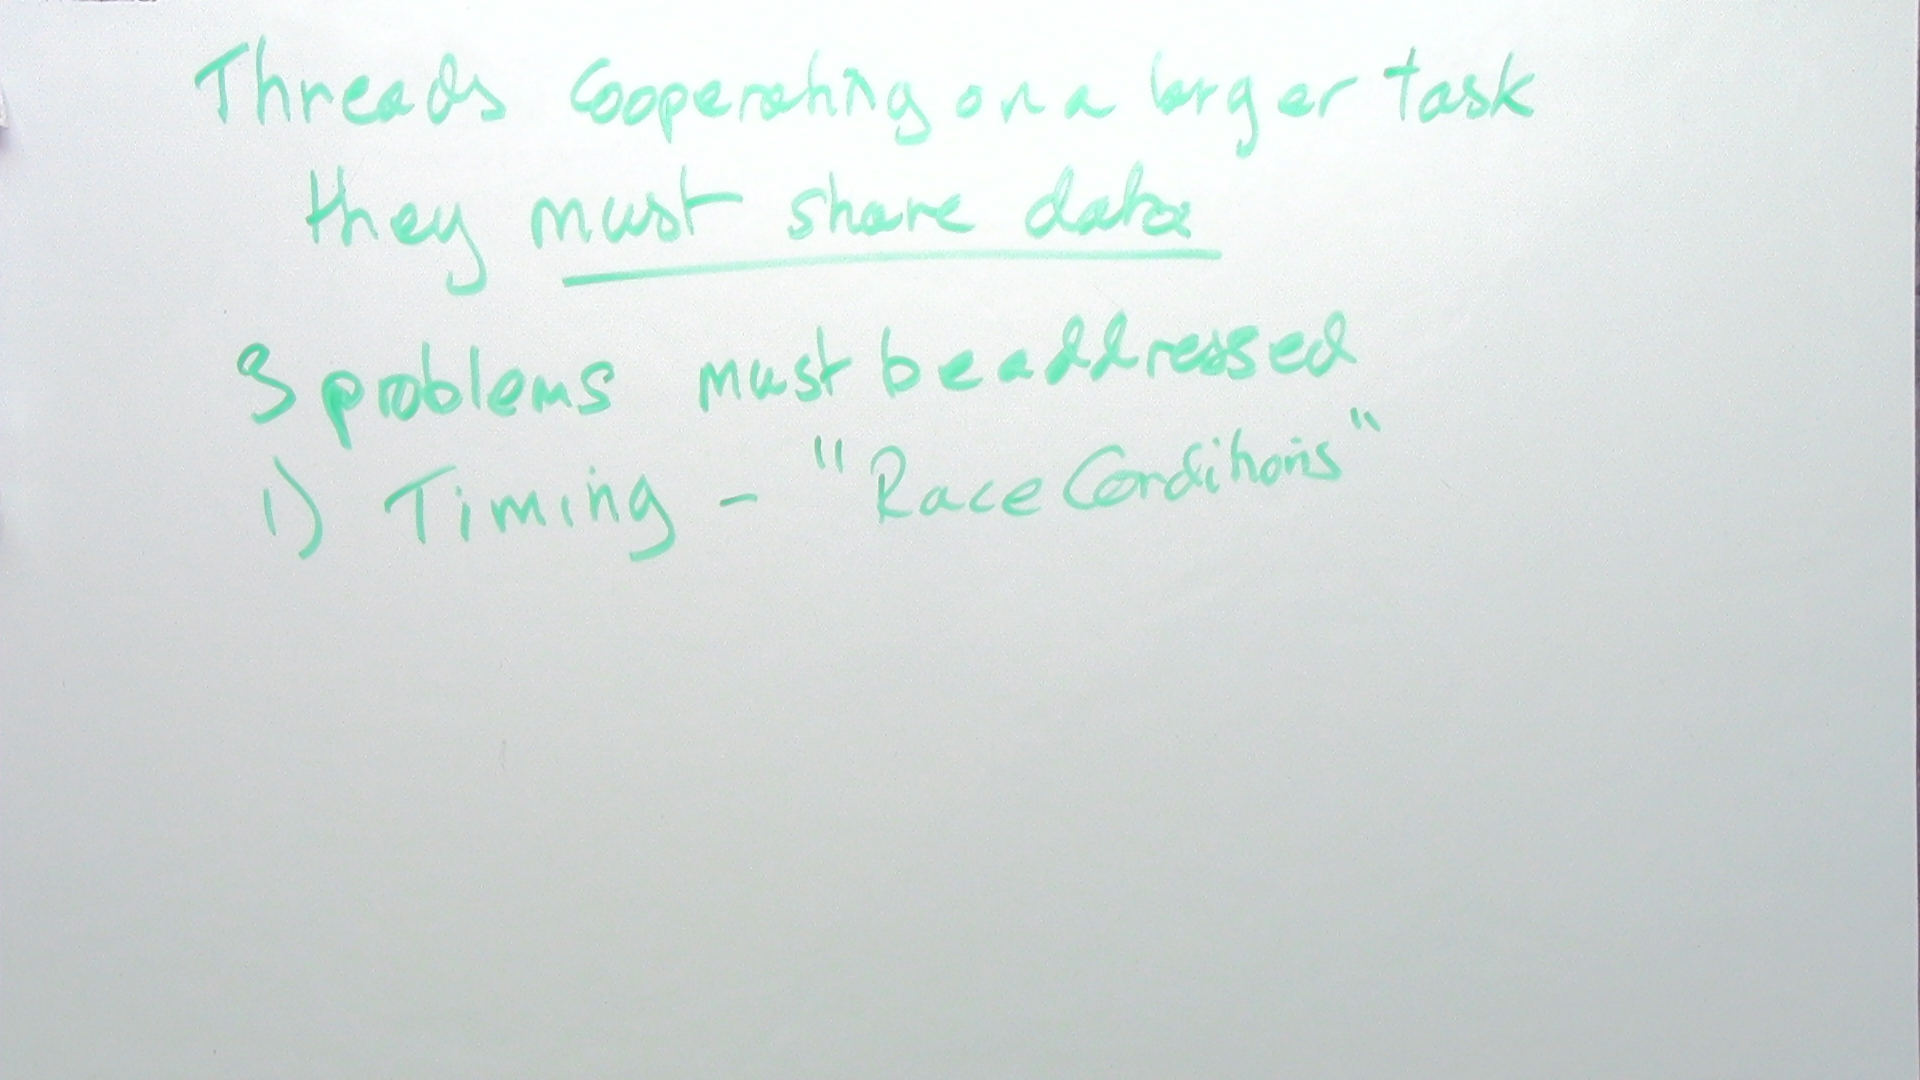 Threads Cooperating on a larger task
they must share data
3 problems must be addressed
1) Timing - "Race Conditions"